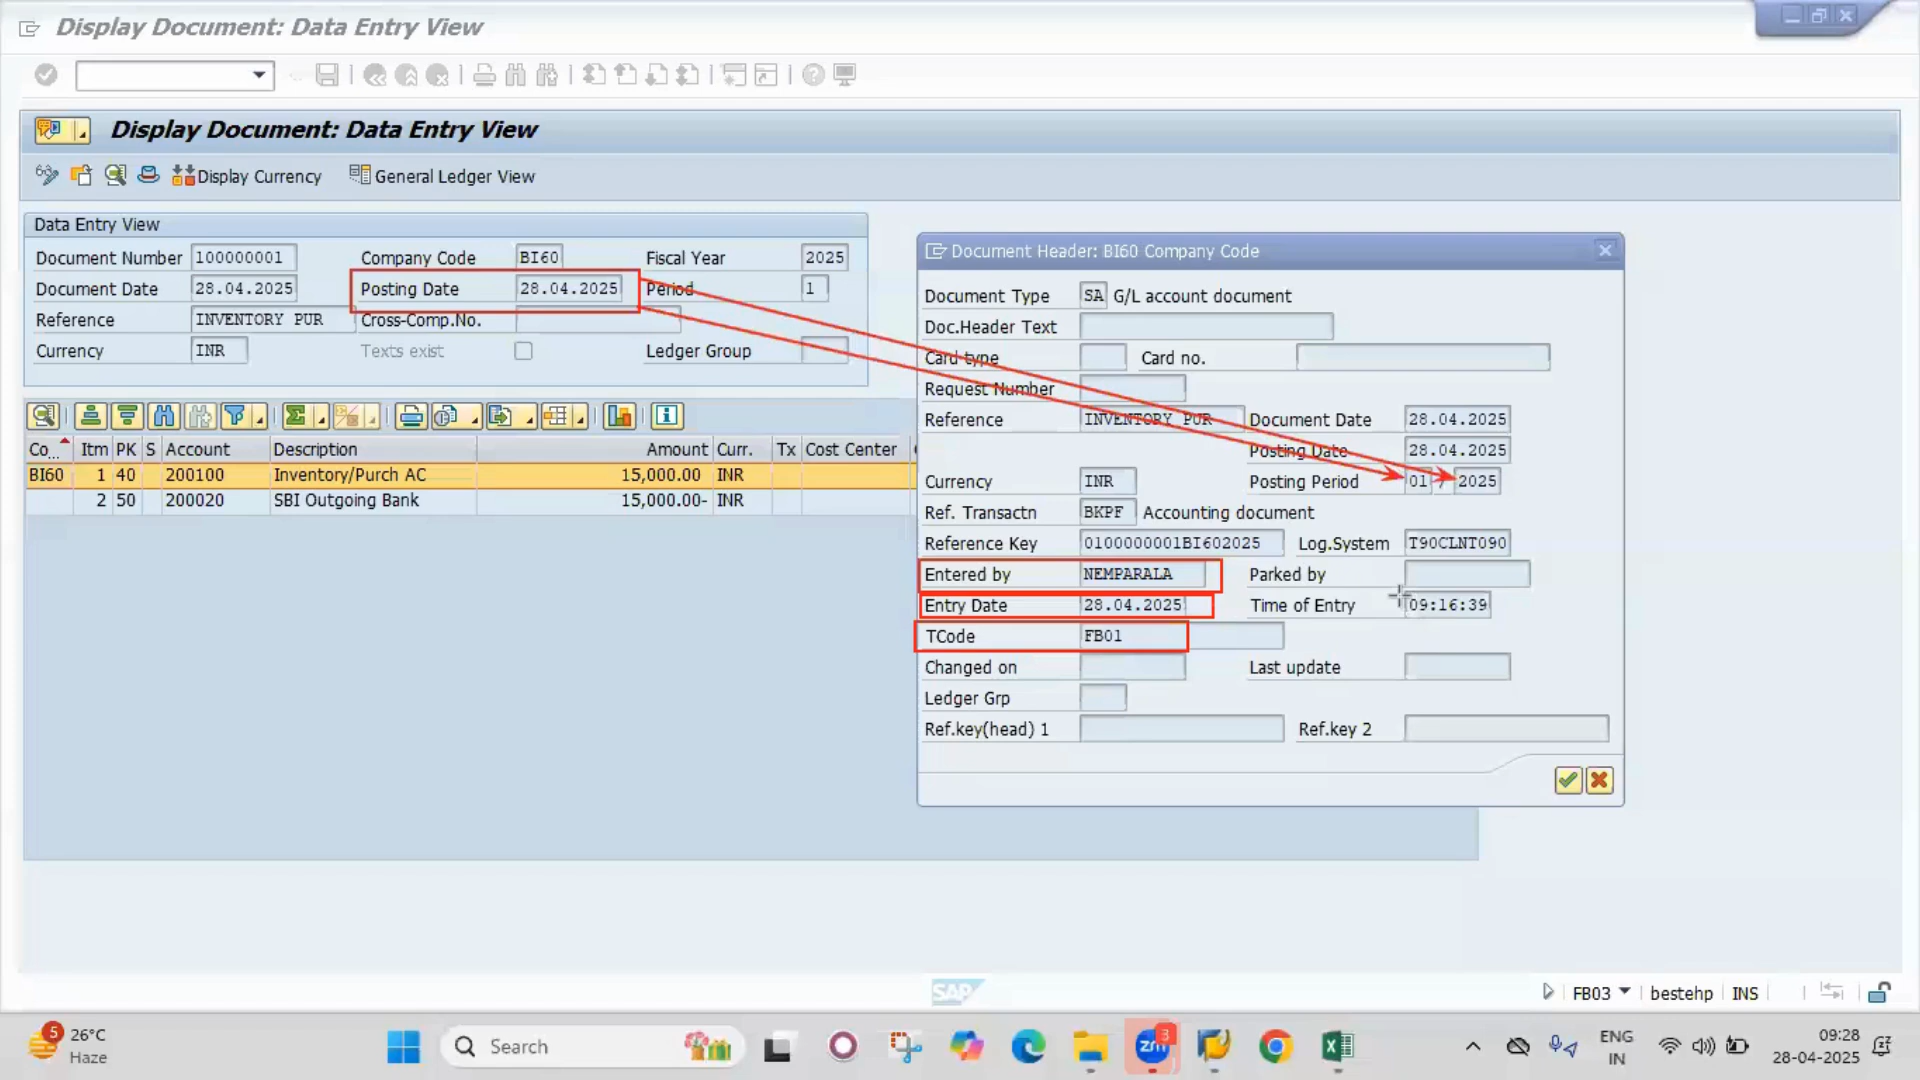 Display Document: Data Entry View
Display Document: Data Entry View
Display Currency General Ledger View
Data Entry View
Document Number 100000001 Company Code BI60 Fiscal Year 2025
Document Date 28.04.2025 Posting Date 28.04.2025 Period 1
Reference INVENTORY PUR Cross-Comp.No.
Currency INR Texts exist Ledger Group
Co... Itm PK S Account Description Amount Curr. Tx Cost Center
BI60 1 40 200100 Inventory/Purch AC 15,000.00 INR
2 50 200020 SBI Outgoing Bank 15,000.00- INR
Document Header: BI60 Company Code
Document Type SA G/L account document
Doc.Header Text
Card type Card no.
Request Number
Reference INVENTORY PUR Document Date 28.04.2025
Posting Date 28.04.2025
Currency INR Posting Period 01 / 2025
Ref. Transactn BKPF Accounting document
Reference Key 0100000001BI602025 Log.System T90CLNT090
Entered by NEMPARALA Parked by
Entry Date 28.04.2025 Time of Entry 09:16:39
TCode FB01
Changed on Last update
Ledger Grp
Ref.key(head) 1 Ref.key 2
SAP
FB03 bestehp INS
5 26°C
Haze
Search
zm 3
ENG
IN
09:28
28-04-2025